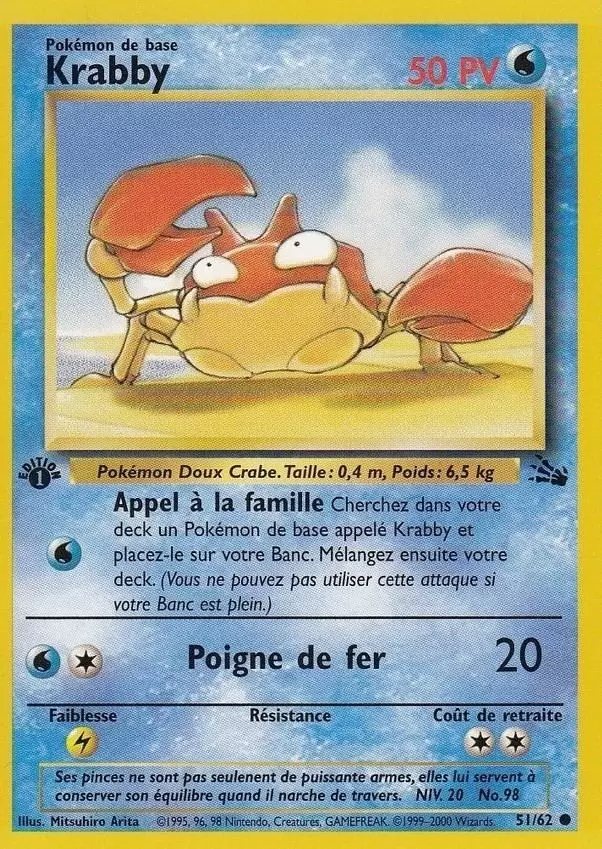 Pokémon de base
Krabby
50 PV
EDITION
1
Pokémon Doux Crabe. Taille : 0,4 m, Poids : 6,5 kg
Appel à la famille Cherchez dans votre
deck un Pokémon de base appelé Krabby et
placez-le sur votre Banc. Mélangez ensuite votre
deck. (Vous ne pouvez pas utiliser cette attaque si
votre Banc est plein.)
Poigne de fer 20
Faiblesse Résistance Coût de retraite
Ses pinces ne sont pas seulenent de puissante armes, elles lui servent à
conserver son équilibre quand il narche de travers. NIV. 20 No.98
Illus. Mitsuhiro Arita ©1995, 96, 98 Nintendo, Creatures, GAMEFREAK. ©1999-2000 Wizards. 51/62